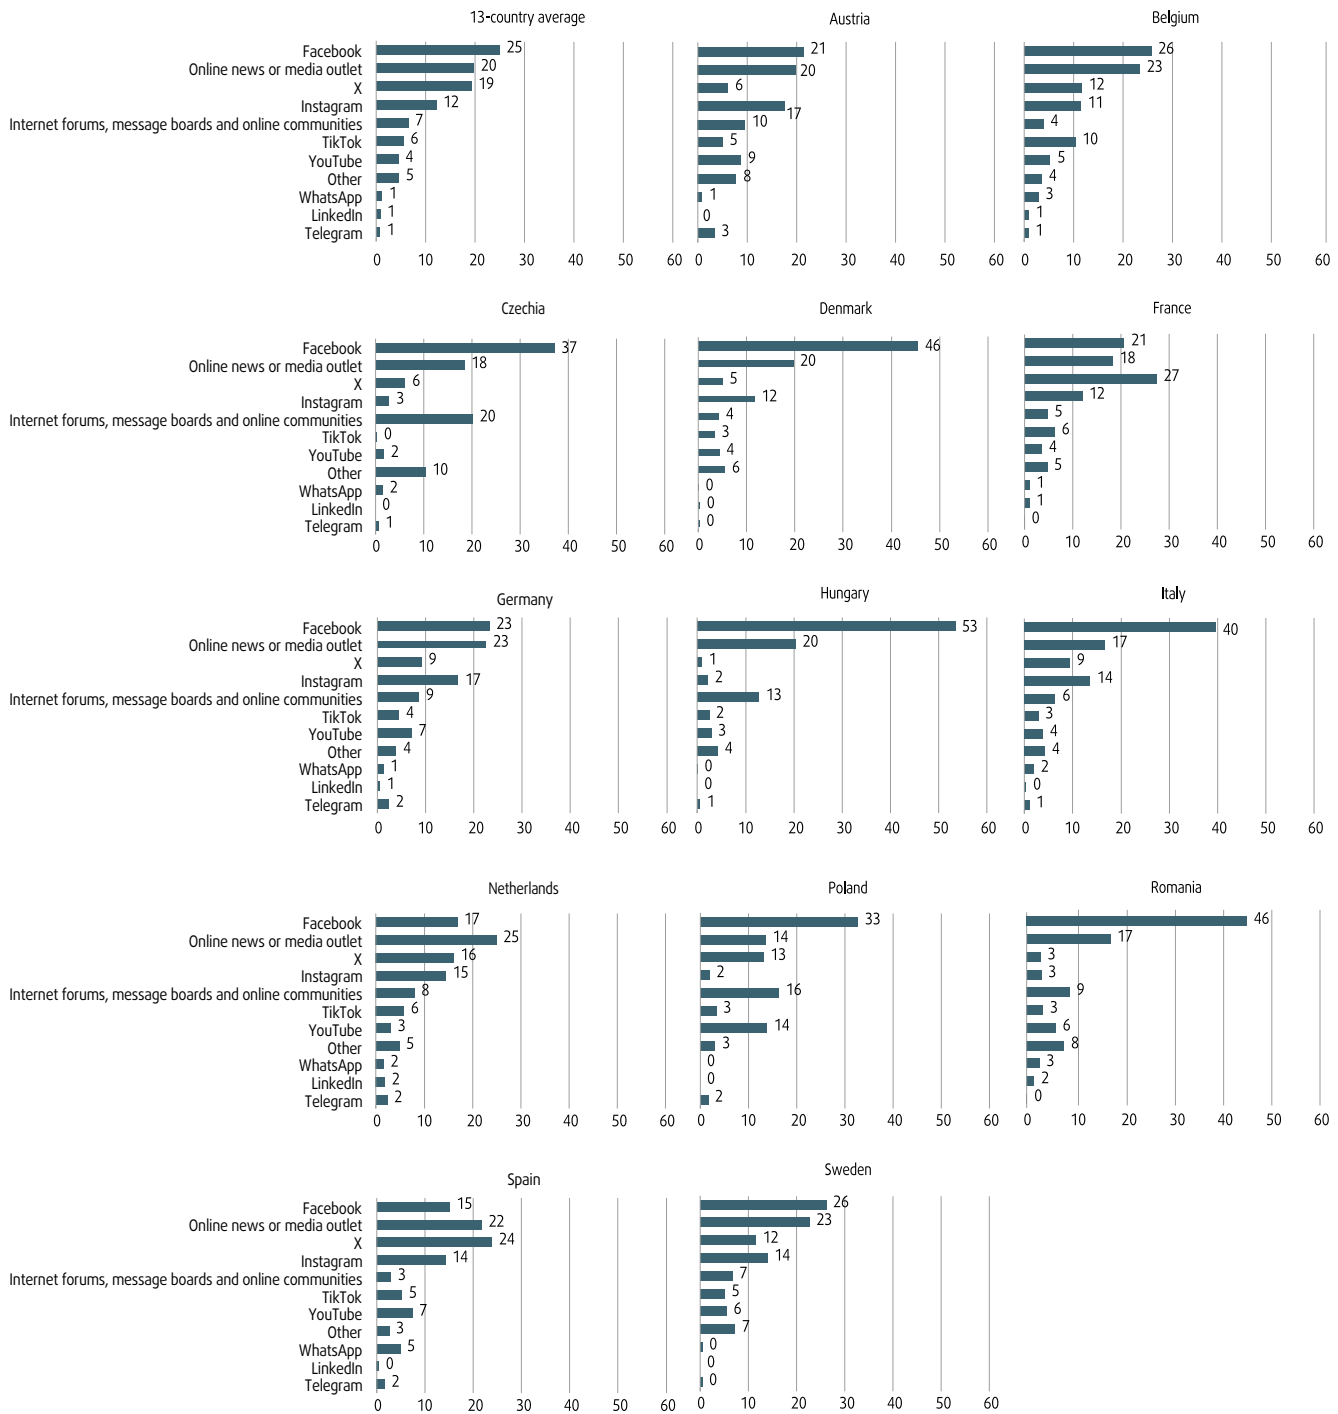 13-country average
Austria
Belgium
Facebook 25 21 26
Online news or media outlet 20 20 23
X 19 6 12
Instagram 12 17 11
Internet forums, message boards and online communities 7 10 4
TikTok 6 5 10
YouTube 4 9 5
Other 5 8 4
WhatsApp 1 1 3
LinkedIn 1 0 1
Telegram 1 3 1
0 10 20 30 40 50 60 0 10 20 30 40 50 60 0 10 20 30 40 50 60
Czechia
Denmark
France
Facebook 37 46 21
Online news or media outlet 18 20 18
X 6 5 27
Instagram 3 12 12
Internet forums, message boards and online communities 20 4 5
TikTok 0 3 6
YouTube 2 4 4
Other 10 6 5
WhatsApp 2 0 1
LinkedIn 0 0 1
Telegram 1 0 0
0 10 20 30 40 50 60 0 10 20 30 40 50 60 0 10 20 30 40 50 60
Germany
Hungary
Italy
Facebook 23 53 40
Online news or media outlet 23 20 17
X 9 1 9
Instagram 17 2 14
Internet forums, message boards and online communities 9 13 6
TikTok 4 2 3
YouTube 7 3 4
Other 4 4 4
WhatsApp 1 0 2
LinkedIn 1 0 0
Telegram 2 1 1
0 10 20 30 40 50 60 0 10 20 30 40 50 60 0 10 20 30 40 50 60
Netherlands
Poland
Romania
Facebook 17 33 46
Online news or media outlet 25 14 17
X 16 13 3
Instagram 15 2 3
Internet forums, message boards and online communities 8 16 9
TikTok 6 3 3
YouTube 3 14 6
Other 5 3 8
WhatsApp 2 0 3
LinkedIn 2 0 2
Telegram 2 2 0
0 10 20 30 40 50 60 0 10 20 30 40 50 60 0 10 20 30 40 50 60
Spain
Sweden
Facebook 15 26
Online news or media outlet 22 23
X 24 12
Instagram 14 14
Internet forums, message boards and online communities 3 7
TikTok 5 5
YouTube 7 6
Other 3 7
WhatsApp 5 0
LinkedIn 0 0
Telegram 2 0
0 10 20 30 40 50 60 0 10 20 30 40 50 60